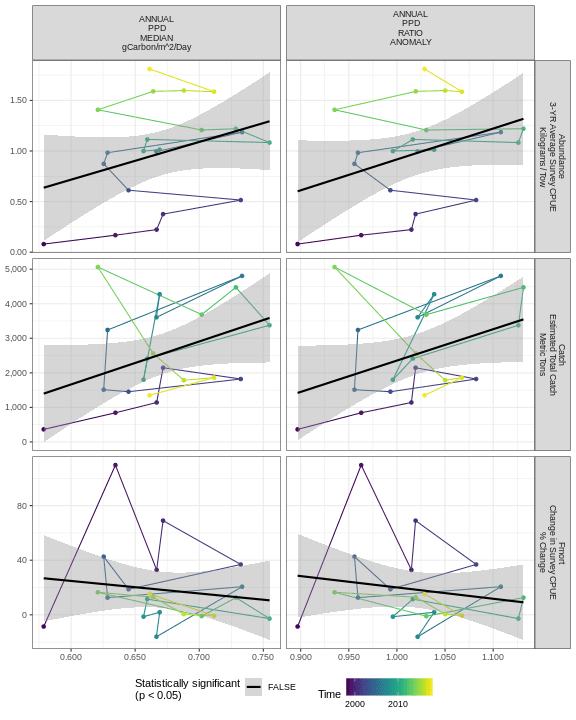 ANNUAL
PPD
MEDIAN
gCarbon/m^2/Day
ANNUAL
PPD
RATIO
ANOMALY
1.50
1.00
0.50
0.00
Abundance
3-YR Average Survey CPUE
Kilograms / Tow
5,000
4,000
3,000
2,000
1,000
0
Catch
Estimated Total Catch
Metric Tons
80
40
0
Fmort
Change in Survey CPUE
% Change
0.600 0.650 0.700 0.750
0.900 0.950 1.000 1.050 1.100
Statistically significant
(p < 0.05)
FALSE
Time
2000 2010